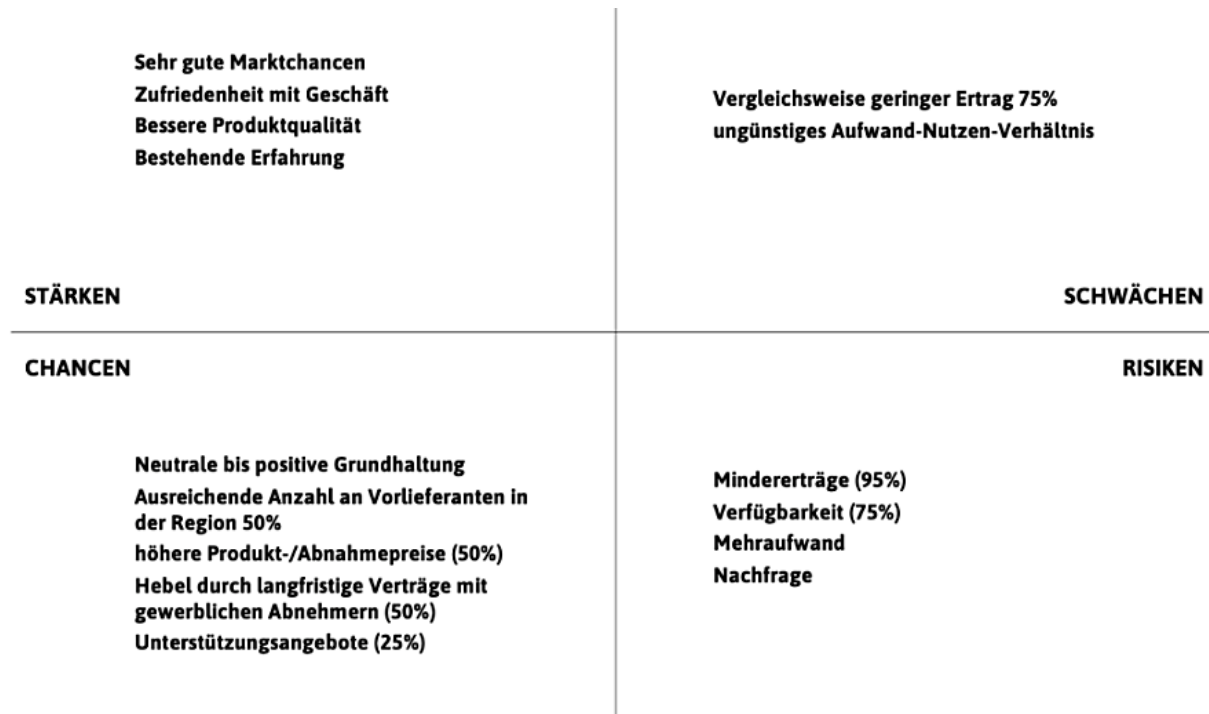 Sehr gute Marktchancen
Zufriedenheit mit Geschäft
Bessere Produktqualität
Bestehende Erfahrung
STÄRKEN
Vergleichsweise geringer Ertrag 75%
ungünstiges Aufwand-Nutzen-Verhältnis
SCHWÄCHEN
CHANCEN
Neutrale bis positive Grundhaltung
Ausreichende Anzahl an Vorlieferanten in
der Region 50%
höhere Produkt-/Abnahmepreise (50%)
Hebel durch langfristige Verträge mit
gewerblichen Abnehmern (50%)
Unterstützungsangebote (25%)
RISIKEN
Mindererträge (95%)
Verfügbarkeit (75%)
Mehraufwand
Nachfrage